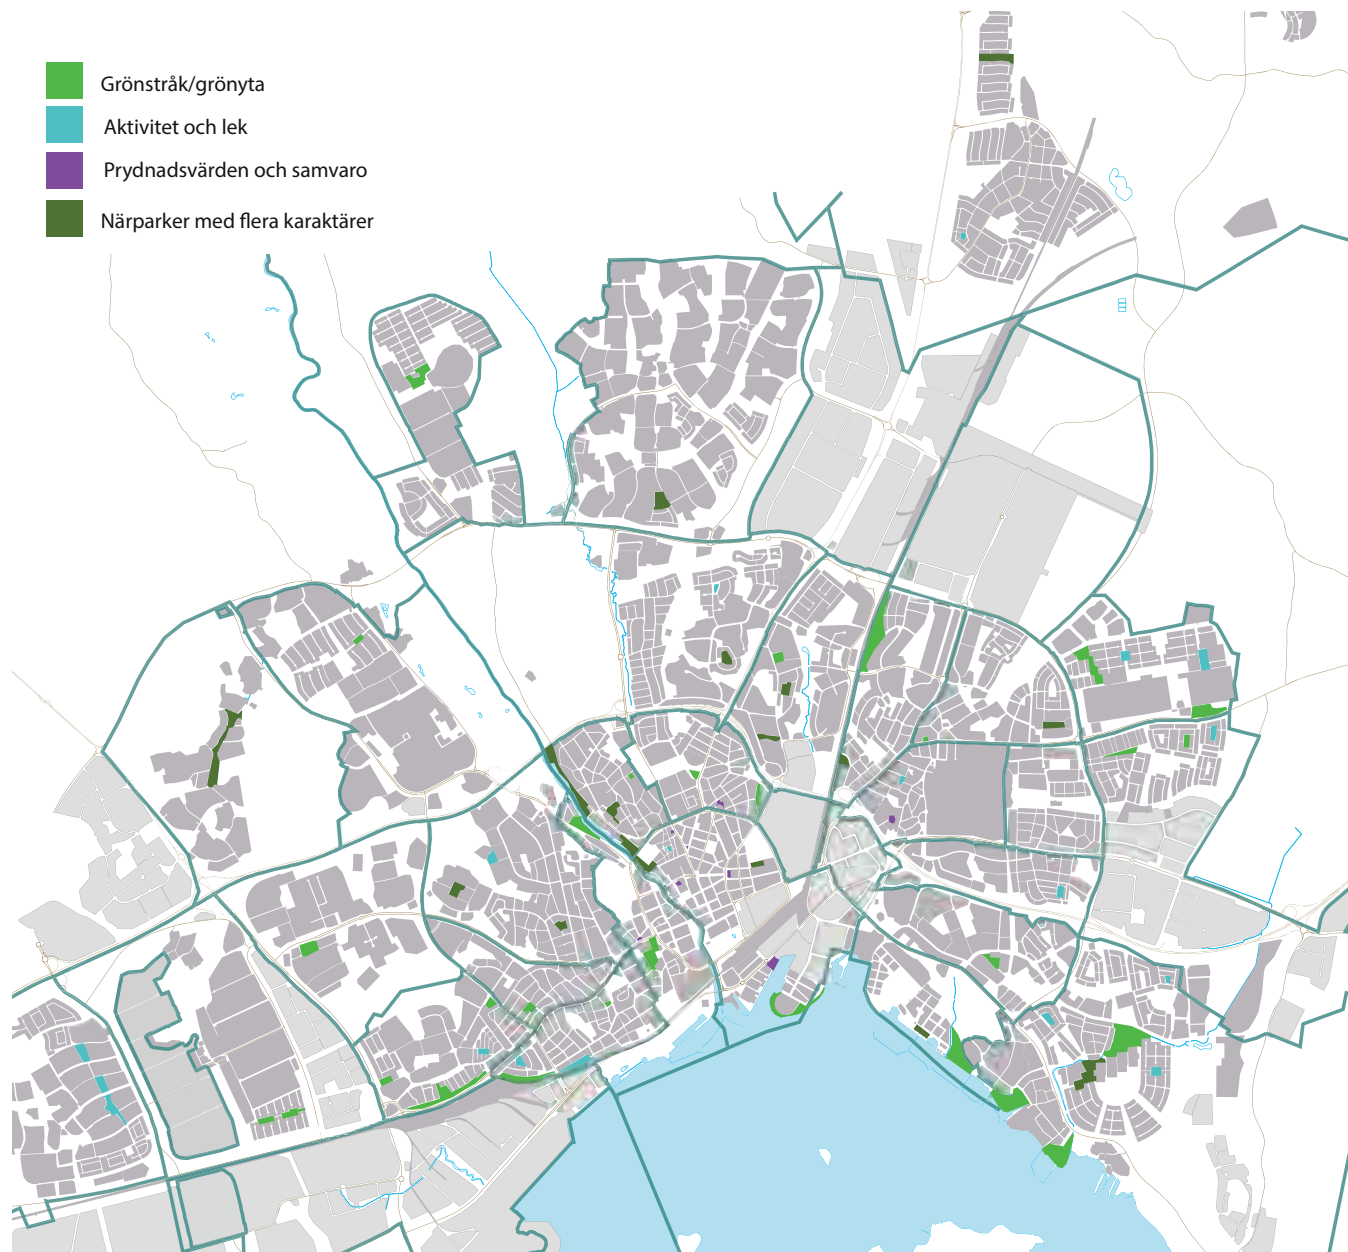 Grönstråk/grönyta
Aktivitet och lek
Prydnadsvärden och samvaro
Närparker med flera karaktärer